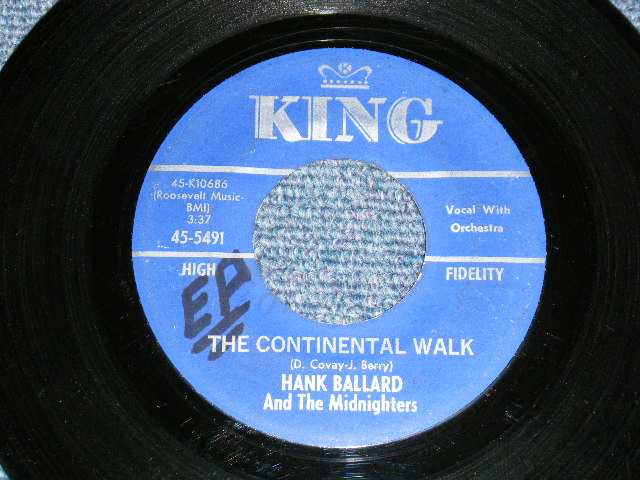 K
KING
45-K10686
(Roosevelt Music-
BMI)
3:37
45-5491
Vocal With
Orchestra
HIGH FIDELITY
EP
THE CONTINENTAL WALK
(D. Covay-J. Berry)
HANK BALLARD
And The Midnighters